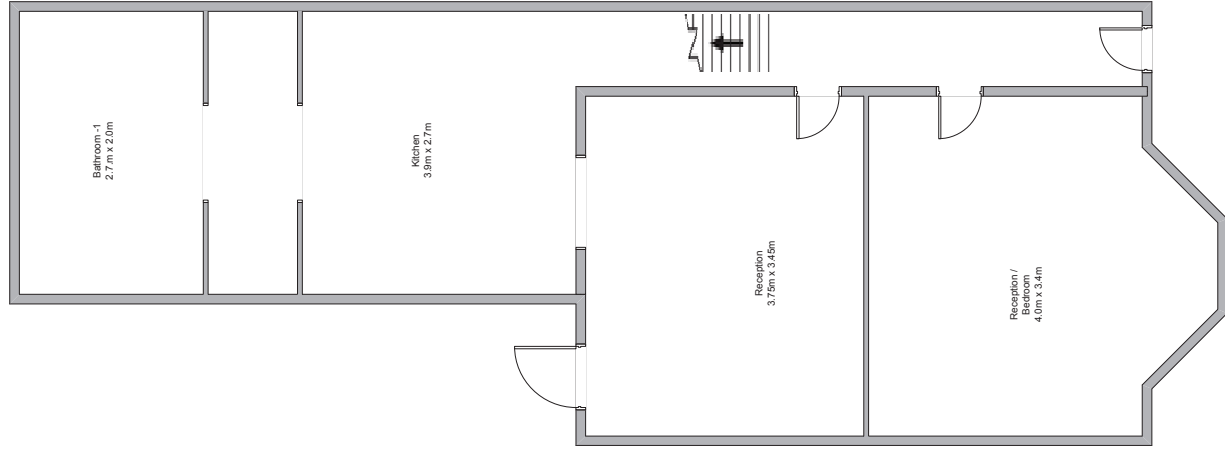 Bathroom -1
2.7.m x 2.0m
Kitchen
3.9m x 2.7m
Reception
3.75m x 3.45m
Reception /
Bedroom
4.0m x 3.4m